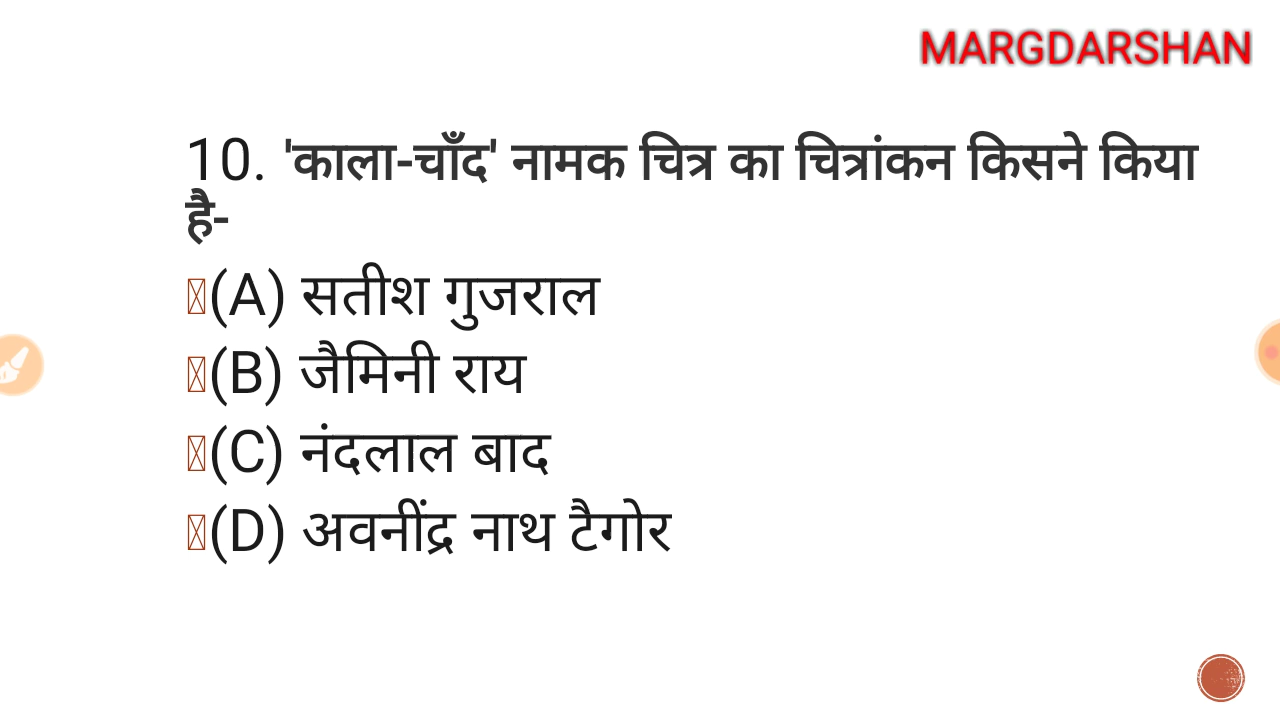 MARGDARSHAN
10. 'काला-चाँद' नामक चित्र का चित्रांकन किसने किया
है-
(A) सतीश गुजराल
(B) जैमिनी राय
(C) नंदलाल बाद
(D) अवनींद्र नाथ टैगोर